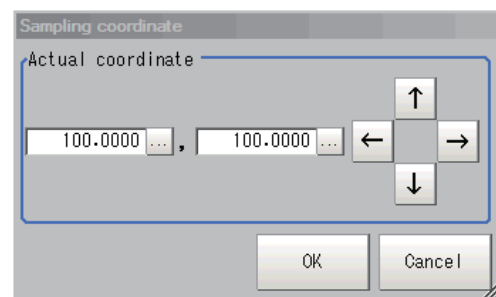 Sampling coordinate
Actual coordinate
↑
100.0000 ... , 100.0000 ... ← →
↓
OK Cancel